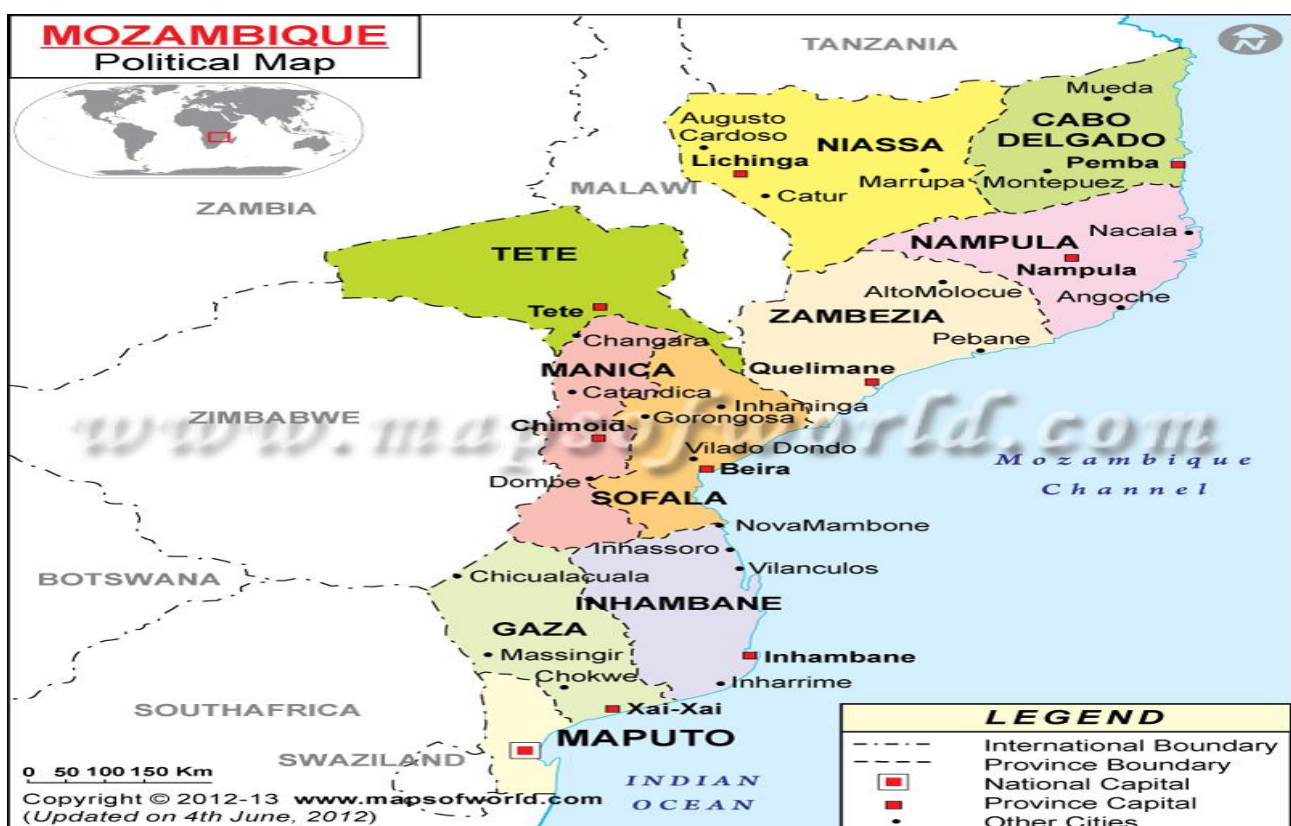 MOZAMBIQUE
Political Map
N
TANZANIA
Mueda
CABO
DELGADO
Augusto
Cardoso
NIASSA
Lichinga
Pemba
MALAWI
Marrupa
Montepuez
Catur
ZAMBIA
Nacala
NAMPULA
TETE
Nampula
AltoMolocue
Angoche
Tete
ZAMBEZIA
Changara
Pebane
MANICA
Quelimane
Catandica
Inhaminga
ZIMBABWE
Gorongosa
www.mapsofworld.com
Chimoid
Vilado Dondo
Beira
Mozambique
Channel
Dombe
SOFALA
NovaMambone
Inhassoro
Vilanculos
BOTSWANA
Chicualacuala
INHAMBANE
GAZA
Massingir
Inhambane
Chokwe
Inharrime
SOUTHAFRICA
Xai-Xai
MAPUTO
SWAZILAND
INDIAN
OCEAN
0 50 100 150 Km
Copyright © 2012-13 www.mapsofworld.com
(Updated on 4th June, 2012)
LEGEND
International Boundary
Province Boundary
National Capital
Province Capital
Other Cities